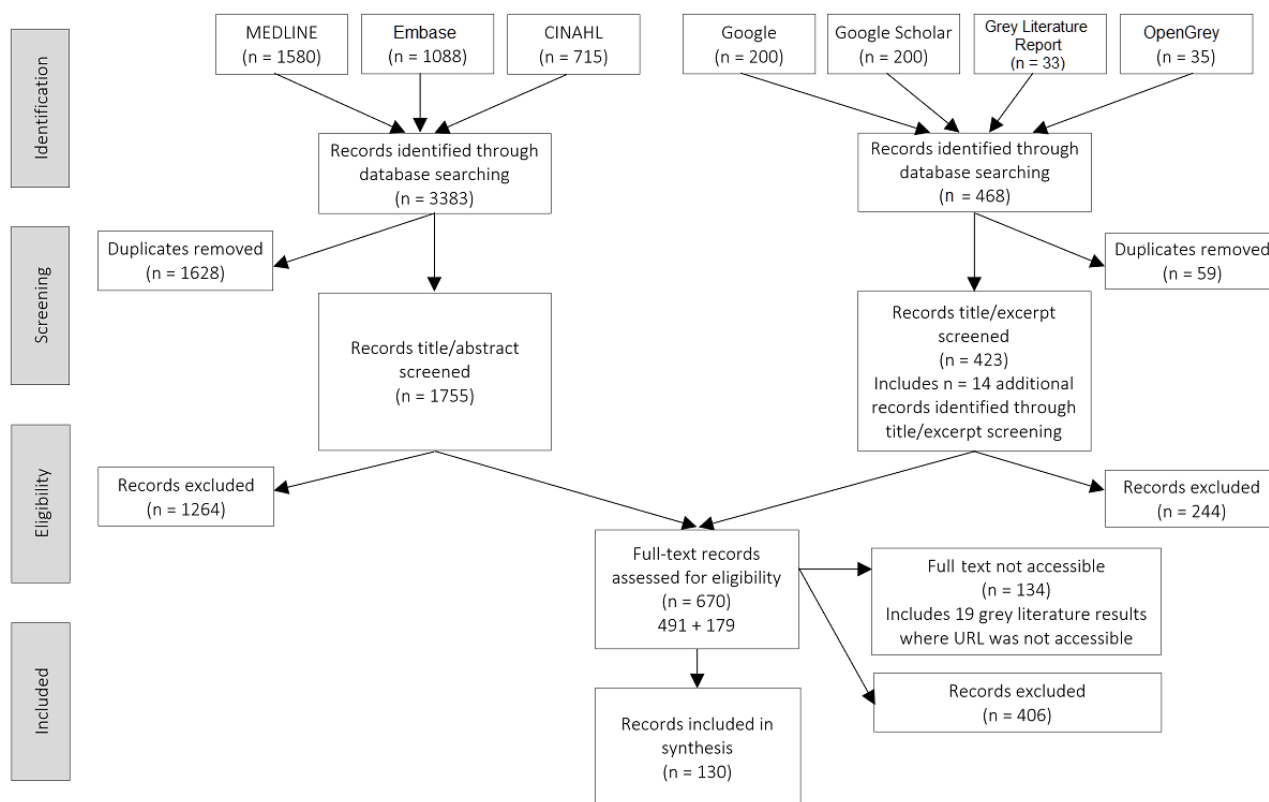 MEDLINE
(n = 1580)
Embase
(n = 1088)
CINAHL
(n = 715)
Google
(n = 200)
Google Scholar
(n = 200)
Grey Literature
Report
(n = 33)
OpenGrey
(n = 35)
Identification
Records identified through
database searching
(n = 3383)
Records identified through
database searching
(n = 468)
Screening
Duplicates removed
(n = 1628)
Duplicates removed
(n = 59)
Records title/abstract
screened
(n = 1755)
Records title/excerpt
screened
(n = 423)
Includes n = 14 additional
records identified through
title/excerpt screening
Eligibility
Records excluded
(n = 1264)
Records excluded
(n = 244)
Full-text records
assessed for eligibility
(n = 670)
491 + 179
Full text not accessible
(n = 134)
Includes 19 grey literature results
where URL was not accessible
Included
Records excluded
(n = 406)
Records included in
synthesis
(n = 130)